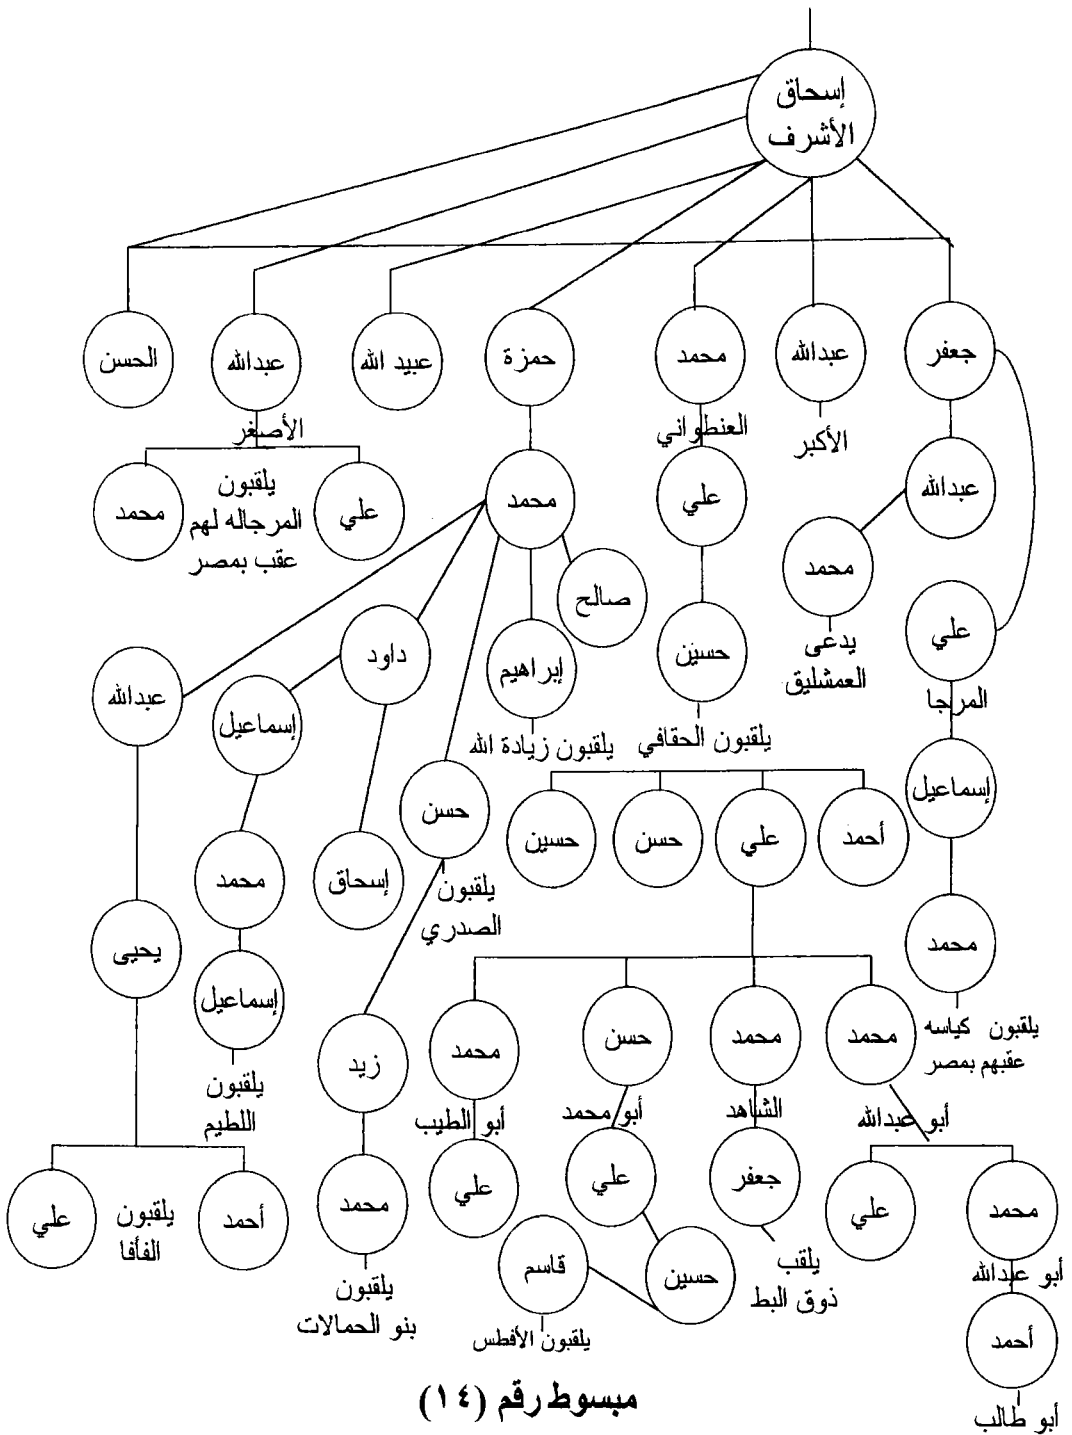 إسحاق
الأشرف
جعفر
عبدالله
محمد
حمزة
عبيد الله
عبدالله
الحسن
الأكبر
العنطواني
الأصغر
عبدالله
علي
محمد
علي
يلقبون
المرجاله لهم
عقب بمصر
محمد
محمد
صالح
يدعى
العمشليق
علي
المرجا
حسين
إبراهيم
داود
إسماعيل
عبدالله
يلقبون الحقافي
يلقبون زيادة الله
إسماعيل
أحمد
علي
حسن
حسين
حسن
يلقبون
الصدري
إسحاق
محمد
يحيى
محمد
يلقبون كياسه
عقبهم بمصر
إسماعيل
يلقبون
اللطيم
محمد
محمد
حسن
محمد
زيد
أبو عبدالله
الشاهد
أبو محمد
أبو الطيب
محمد
علي
جعفر
علي
علي
محمد
أحمد
يلقبون
الفأفا
علي
أبو عبدالله
يلقب
ذوق البط
حسين
قاسم
يلقبون
بنو الحمالات
أحمد
يلقبون الأفطس
أبو طالب
مبسوط رقم (١٤)